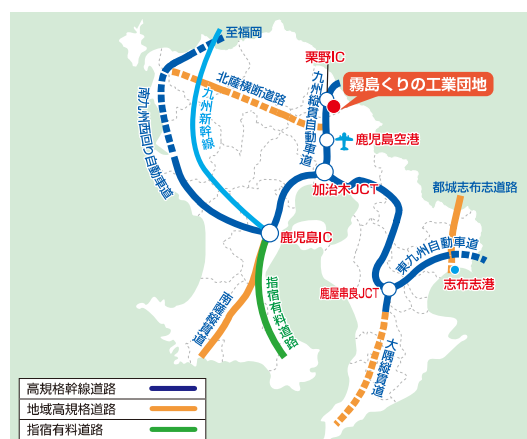 至福岡
栗野IC
霧島くりの工業団地
北薩横断道路
九州新幹線
九州縦貫自動車道
南九州西回り自動車道
鹿児島空港
加治木JCT
都城志布志道路
鹿児島IC
東九州自動車道
志布志港
鹿屋串良JCT
指宿有料道路
南薩縦貫道
大隅縦貫道
高規格幹線道路
地域高規格道路
指宿有料道路